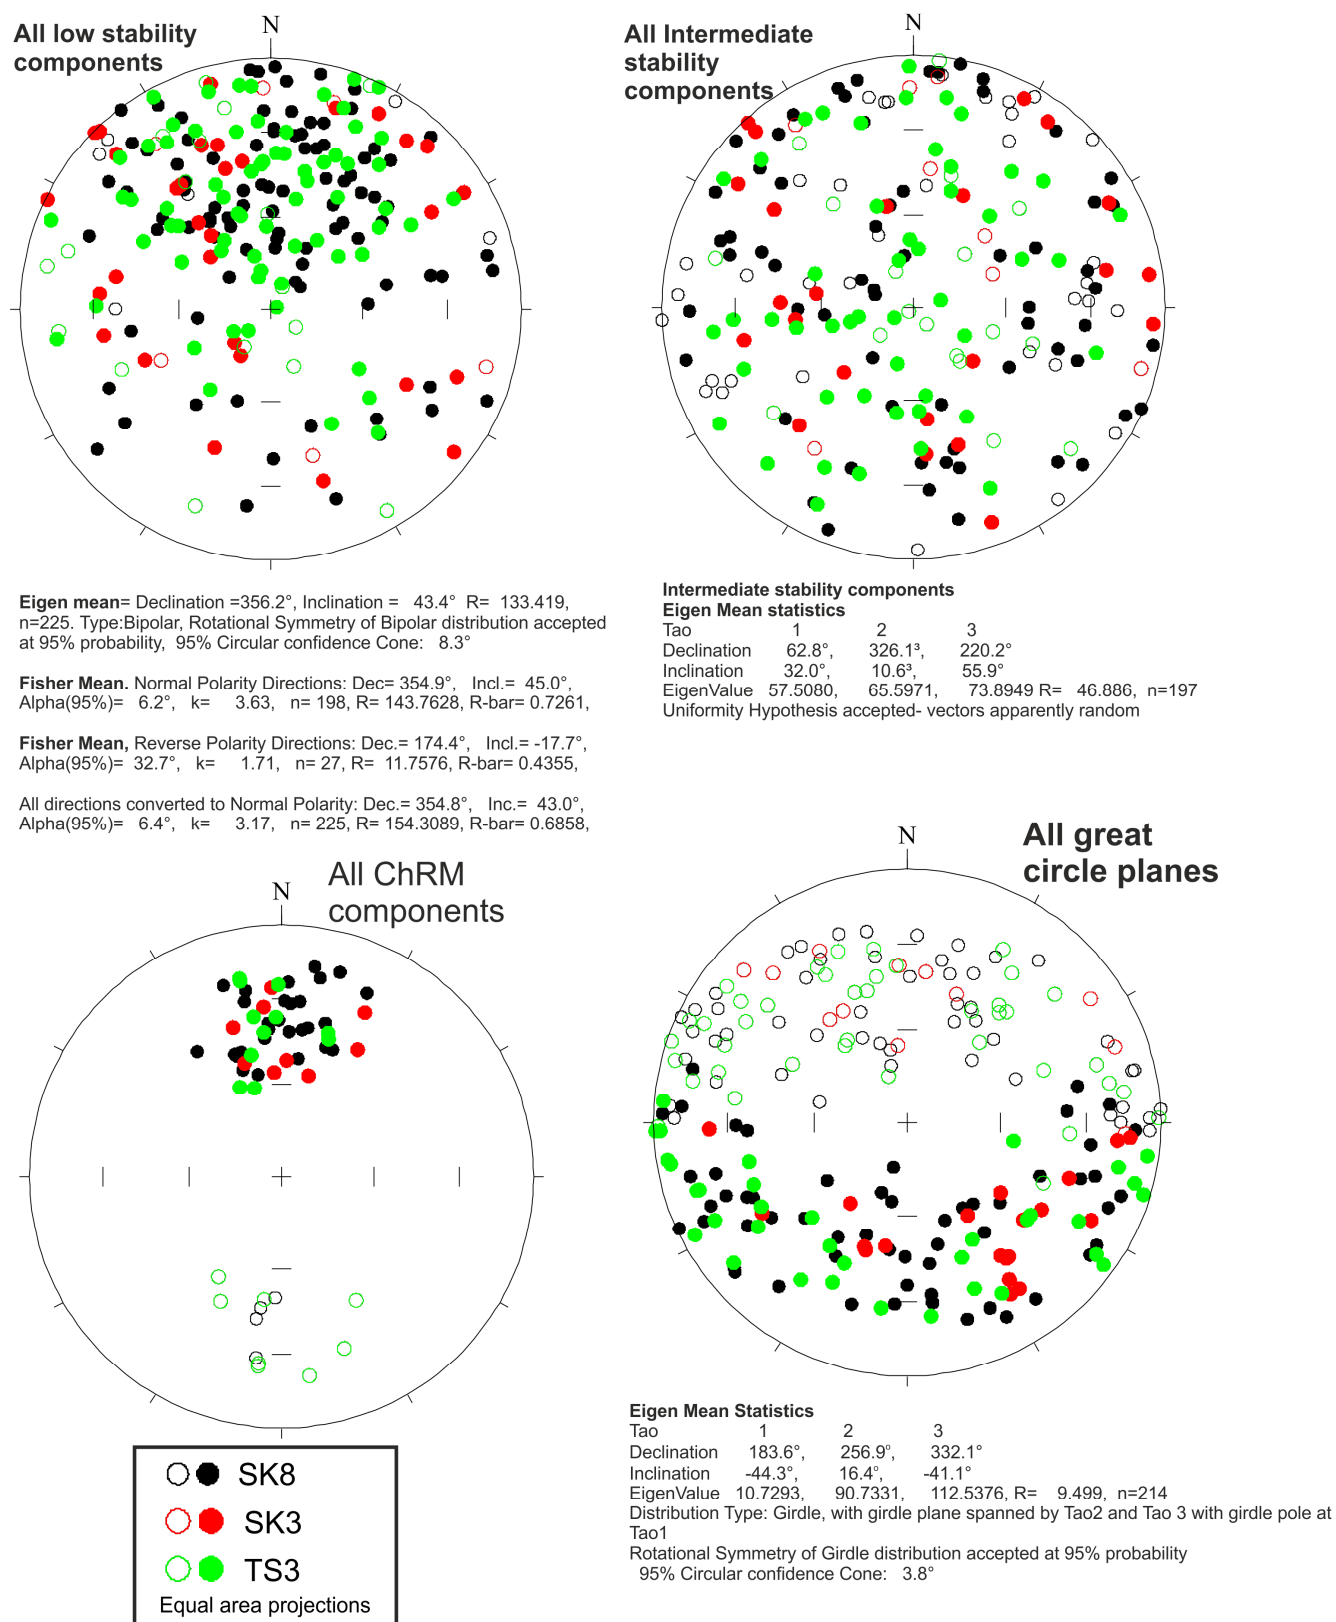 All low stability
components
N
All Intermediate
stability
components
N
Eigen mean= Declination =356.2°, Inclination = 43.4° R= 133.419,
n=225. Type:Bipolar, Rotational Symmetry of Bipolar distribution accepted
at 95% probability, 95% Circular confidence Cone: 8.3°
Fisher Mean. Normal Polarity Directions: Dec= 354.9°, Incl.= 45.0°,
Alpha(95%)= 6.2°, k= 3.63, n= 198, R= 143.7628, R-bar= 0.7261,
Fisher Mean, Reverse Polarity Directions: Dec.= 174.4°, Incl.= -17.7°,
Alpha(95%)= 32.7°, k= 1.71, n= 27, R= 11.7576, R-bar= 0.4355,
All directions converted to Normal Polarity: Dec.= 354.8°, Inc.= 43.0°,
Alpha(95%)= 6.4°, k= 3.17, n= 225, R= 154.3089, R-bar= 0.6858,
Intermediate stability components
Eigen Mean statistics
Tao 1 2 3
Declination 62.8°, 326.1³, 220.2°
Inclination 32.0°, 10.6³, 55.9°
EigenValue 57.5080, 65.5971, 73.8949 R= 46.886, n=197
Uniformity Hypothesis accepted- vectors apparently random
All ChRM
components
N
All great
circle planes
N
SK8
SK3
TS3
Equal area projections
Eigen Mean Statistics
Tao 1 2 3
Declination 183.6°, 256.9°, 332.1°
Inclination -44.3°, 16.4°, -41.1°
EigenValue 10.7293, 90.7331, 112.5376, R= 9.499, n=214
Distribution Type: Girdle, with girdle plane spanned by Tao2 and Tao 3 with girdle pole at
Tao1
Rotational Symmetry of Girdle distribution accepted at 95% probability
95% Circular confidence Cone: 3.8°